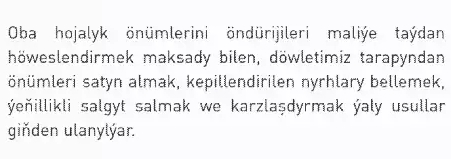 Oba hojalyk önümlerini öndürijileri maliýe taýdan
höweslendirmek maksady bilen, döwletimiz tarapyndan
önümleri satyn almak, kepillendirilen nyrhlary bellemek,
ýeňillikli salgyt salmak we karzlaşdyrmak ýaly usullar
giňden ulanylýar.